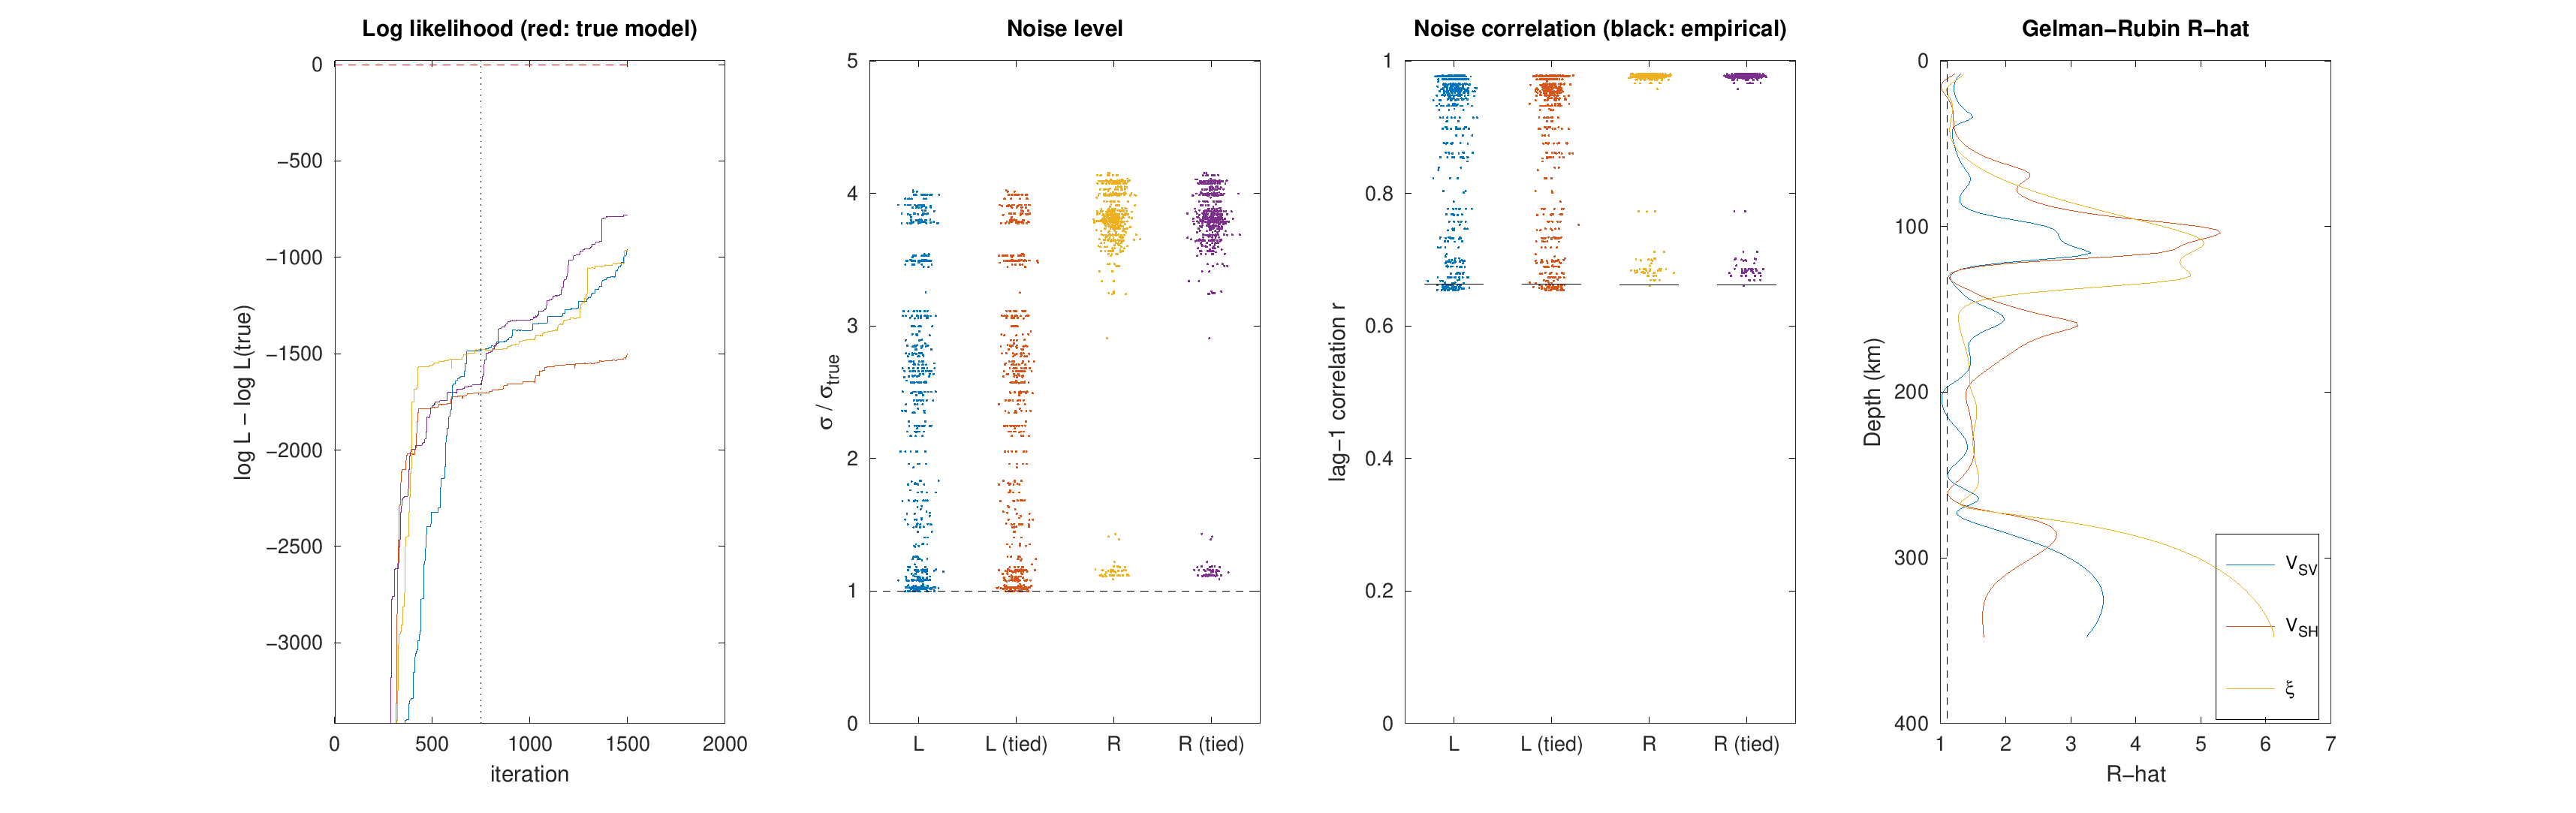 Log likelihood (red: true model)
0
−500
−1000
−1500
−2000
−2500
−3000
log L − log L(true)
0
500
1000
1500
2000
iteration
Noise level
5
4
3
2
1
0
σ / σtrue
L
L (tied)
R
R (tied)
Noise correlation (black: empirical)
1
0.8
0.6
0.4
0.2
0
lag−1 correlation r
L
L (tied)
R
R (tied)
Gelman−Rubin R−hat
0
100
200
300
400
Depth (km)
VSV
VSH
ξ
1
2
3
4
5
6
7
R−hat